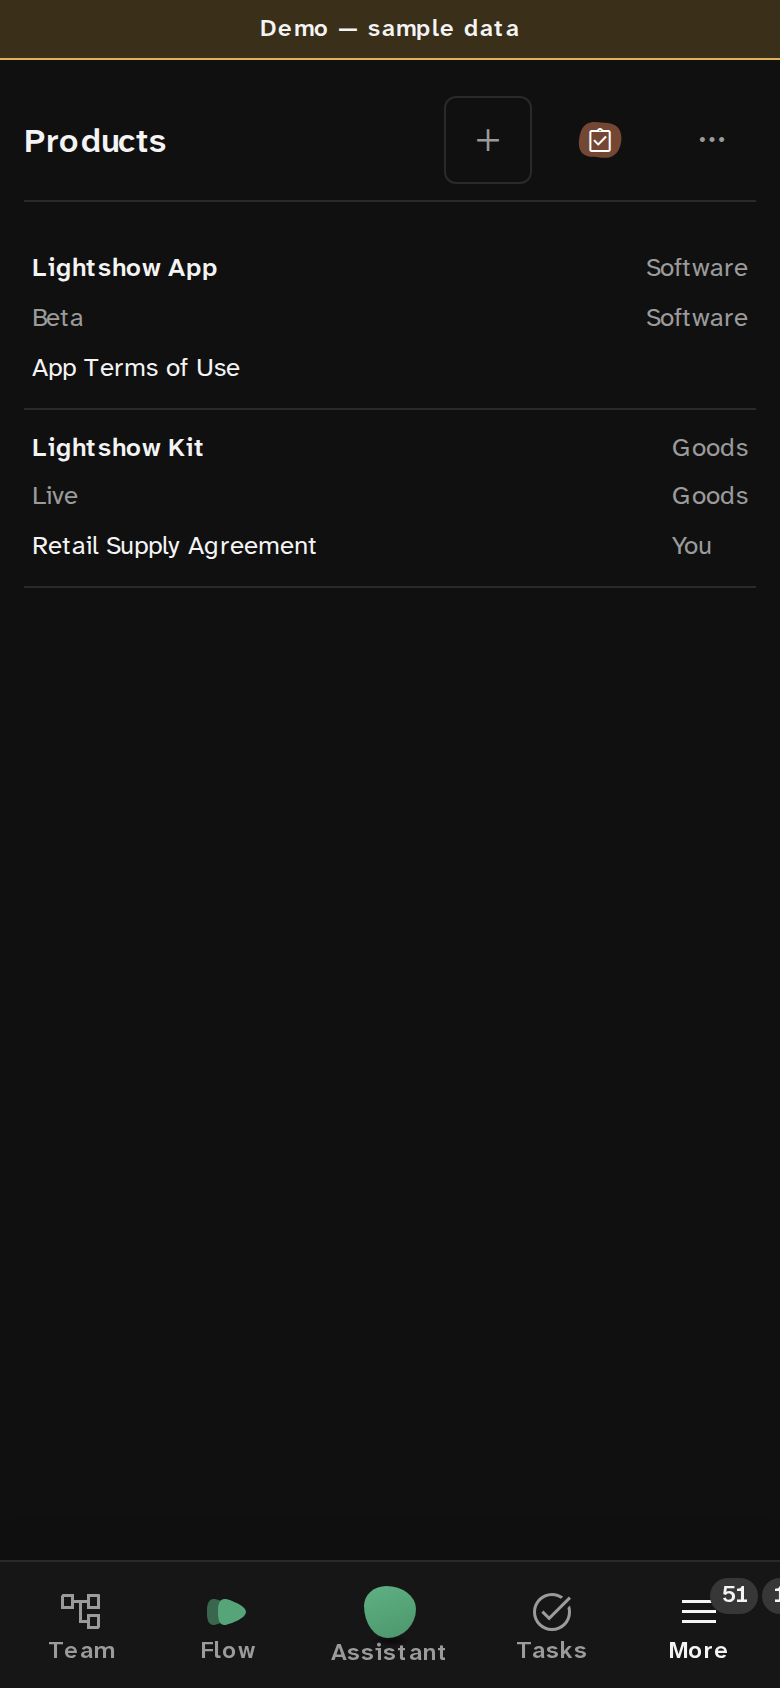 Demo — sample data
Products
Lightshow App Software
Beta Software
App Terms of Use
Lightshow Kit Goods
Live Goods
Retail Supply Agreement You
51
Team Flow Assistant Tasks More